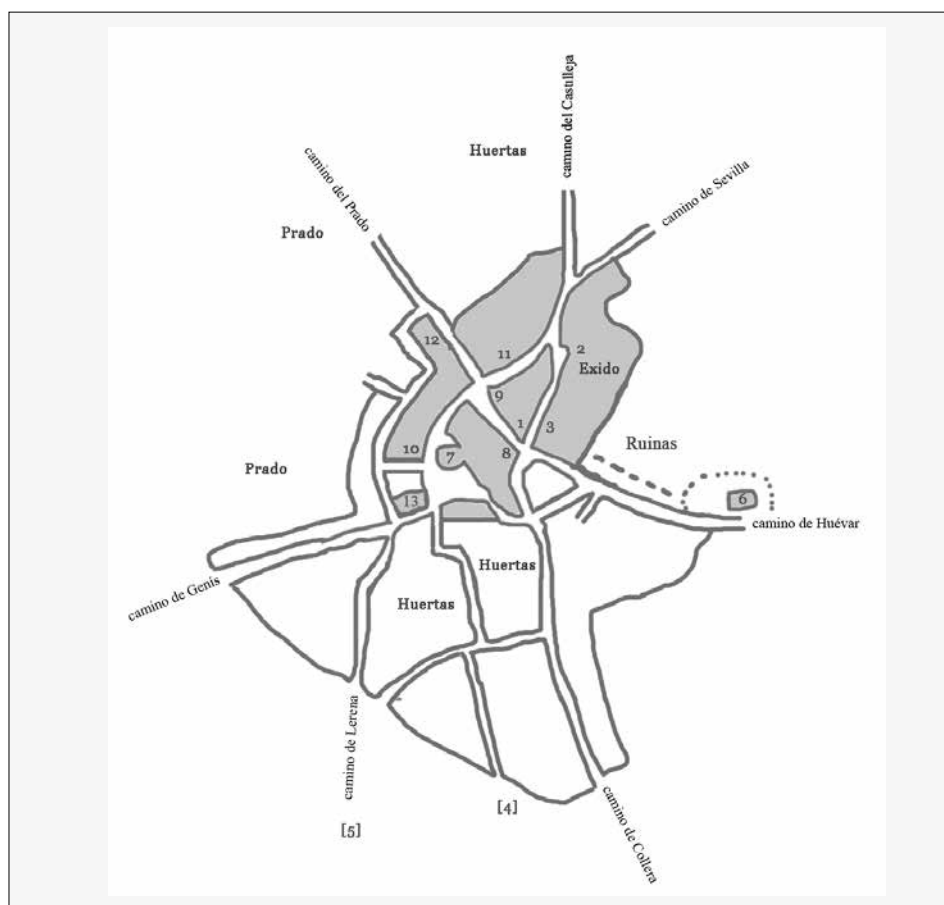 camino del Castilleja
Huertas
camino del Prado
camino de Sevilla
Prado
12
11
2
9
Exido
1
3
Ruinas
10
7
8
Prado
13
6
camino de Huévar
Huertas
camino de Genís
Huertas
camino de Lerena
[4]
[5]
camino de Collera